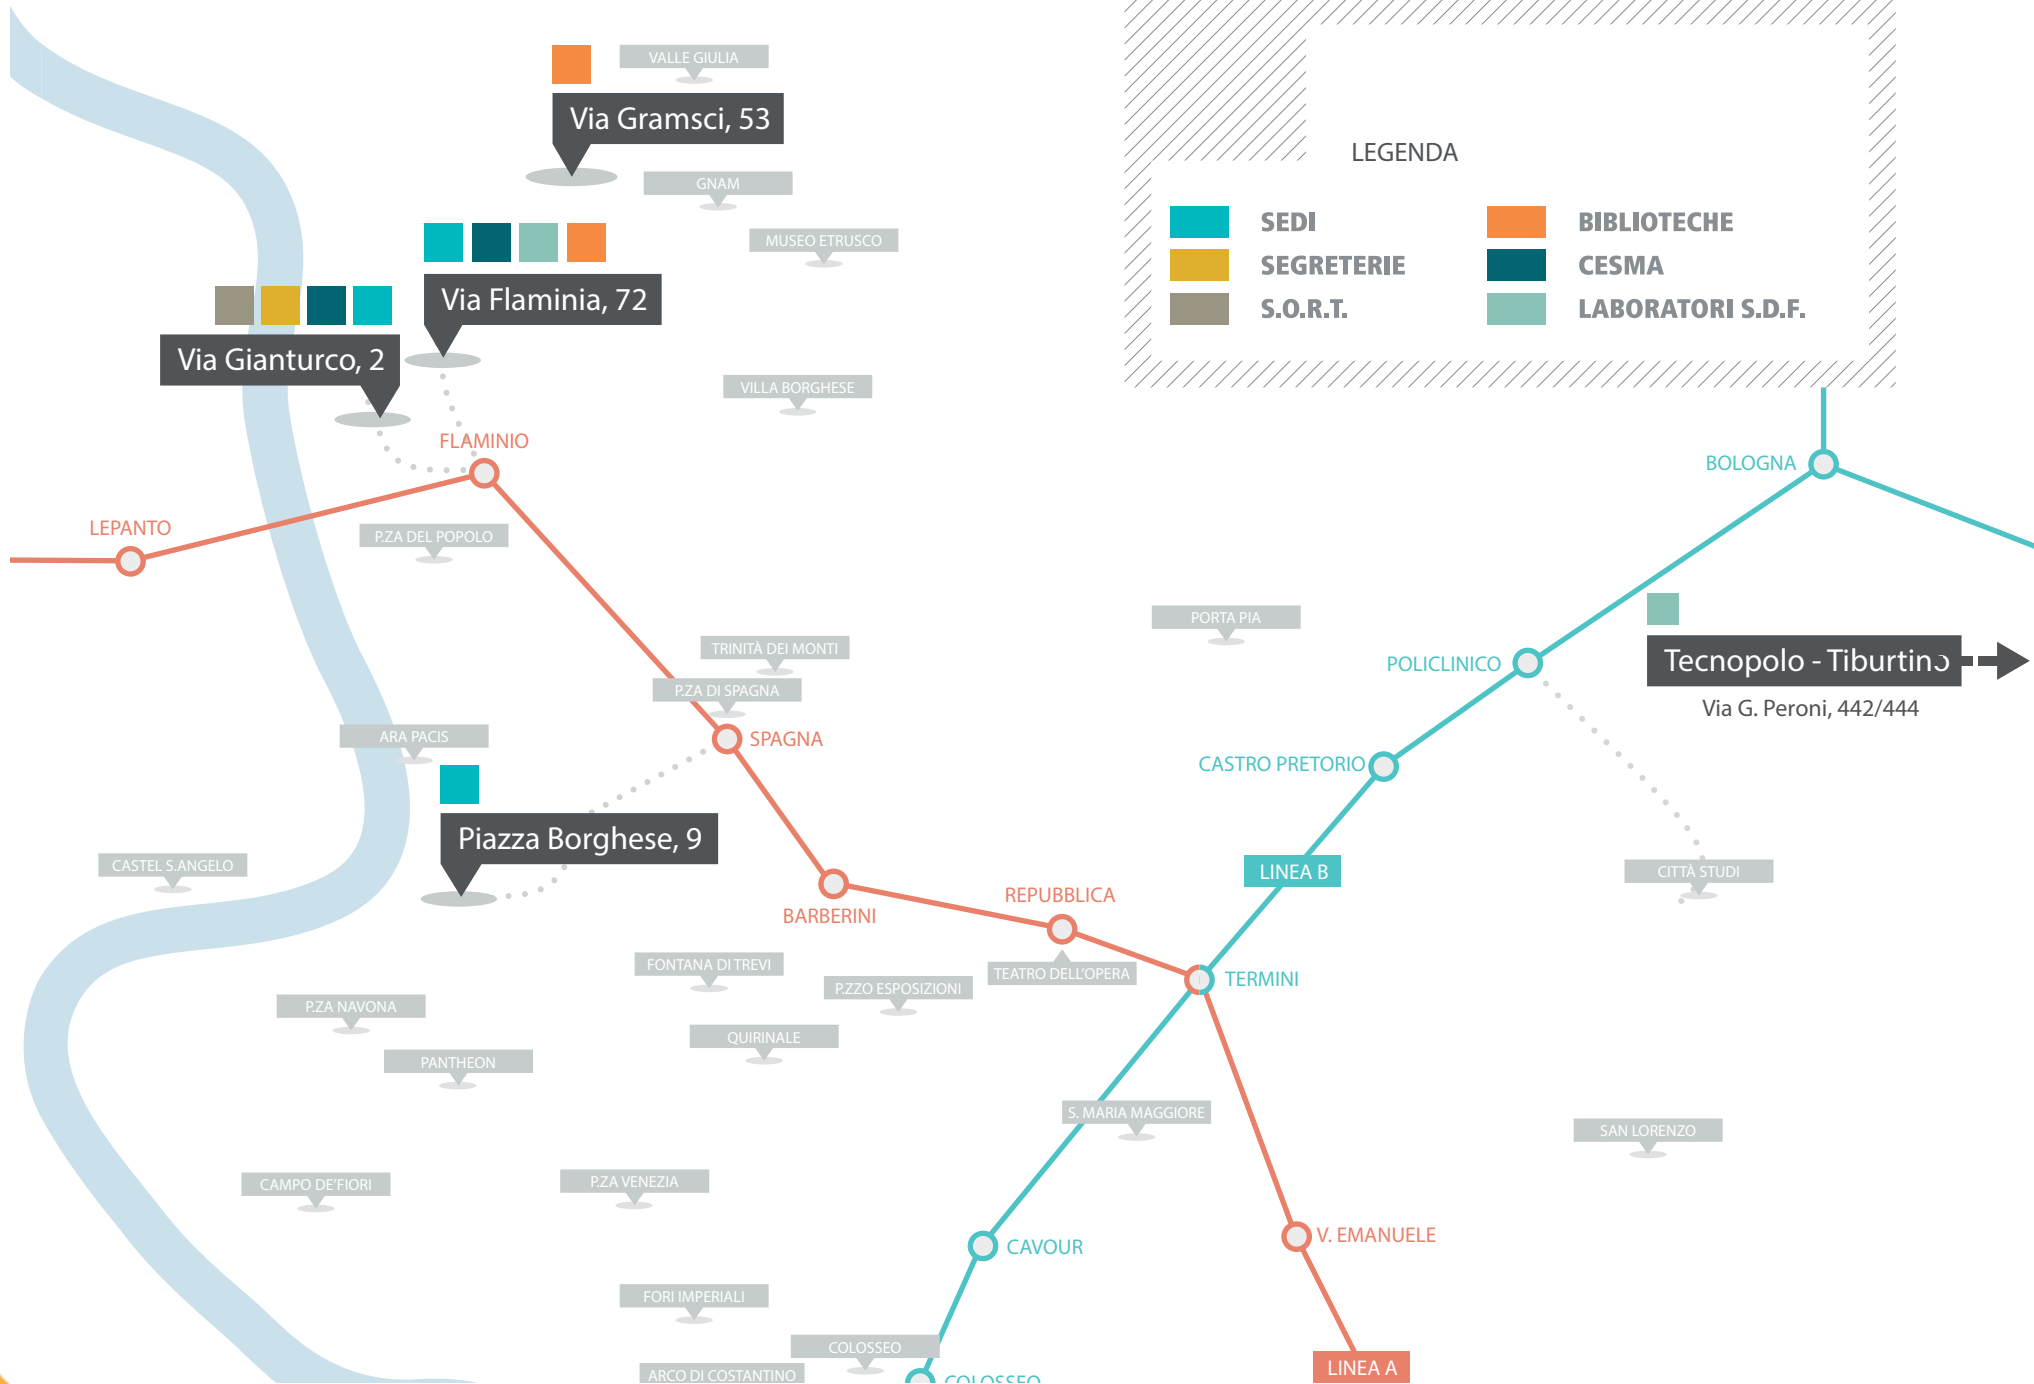 VALLE GIULIA
Via Gramsci, 53
GNAM
MUSEO ETRUSCO
Via Flaminia, 72
Via Gianturco, 2
VILLA BORGHESE
LEGENDA
SEDI
SEGRETERIE
S.O.R.T.
BIBLIOTECHE
CESMA
LABORATORI S.D.F.
FLAMINIO
LEPANTO
P.ZA DEL POPOLO
BOLOGNA
PORTA PIA
TRINITÀ DEI MONTI
P.ZA DI SPAGNA
POLICLINICO
Tecnopolo - Tiburtino
Via G. Peroni, 442/444
ARA PACIS
SPAGNA
CASTRO PRETORIO
Piazza Borghese, 9
CASTEL S.ANGELO
LINEA B
CITTÀ STUDI
BARBERINI
REPUBBLICA
FONTANA DI TREVI
TEATRO DELL'OPERA
P.ZZO ESPOSIZIONI
TERMINI
P.ZA NAVONA
QUIRINALE
PANTHEON
S. MARIA MAGGIORE
SAN LORENZO
CAMPO DE'FIORI
P.ZA VENEZIA
CAVOUR
V. EMANUELE
FORI IMPERIALI
COLOSSEO
LINEA A
ARCO DI COSTANTINO
COLOSSEO